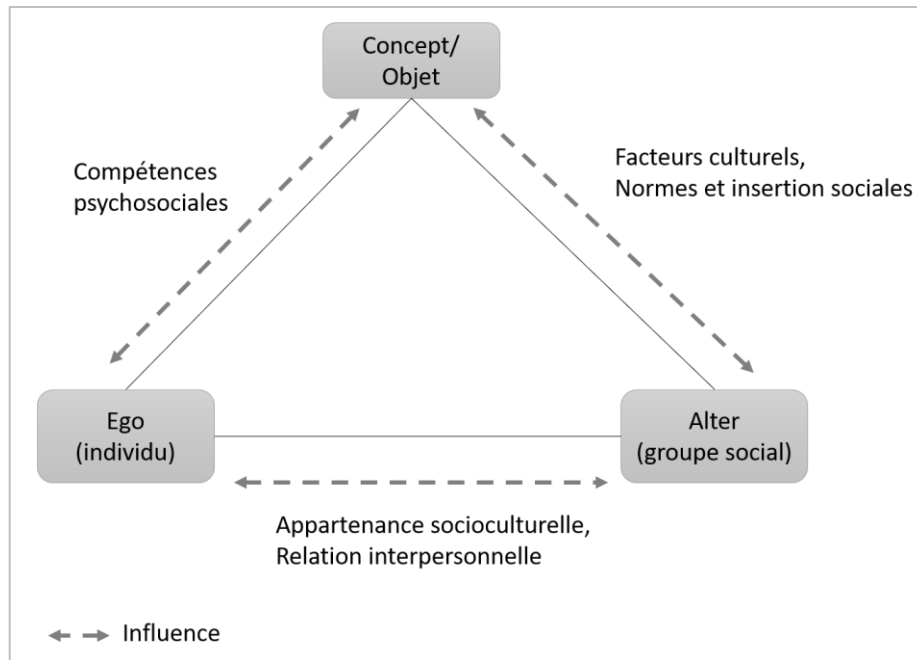 Concept/
Objet
Compétences
psychosociales
Facteurs culturels,
Normes et insertion sociales
Ego
(individu)
Alter
(groupe social)
Appartenance socioculturelle,
Relation interpersonnelle
Influence